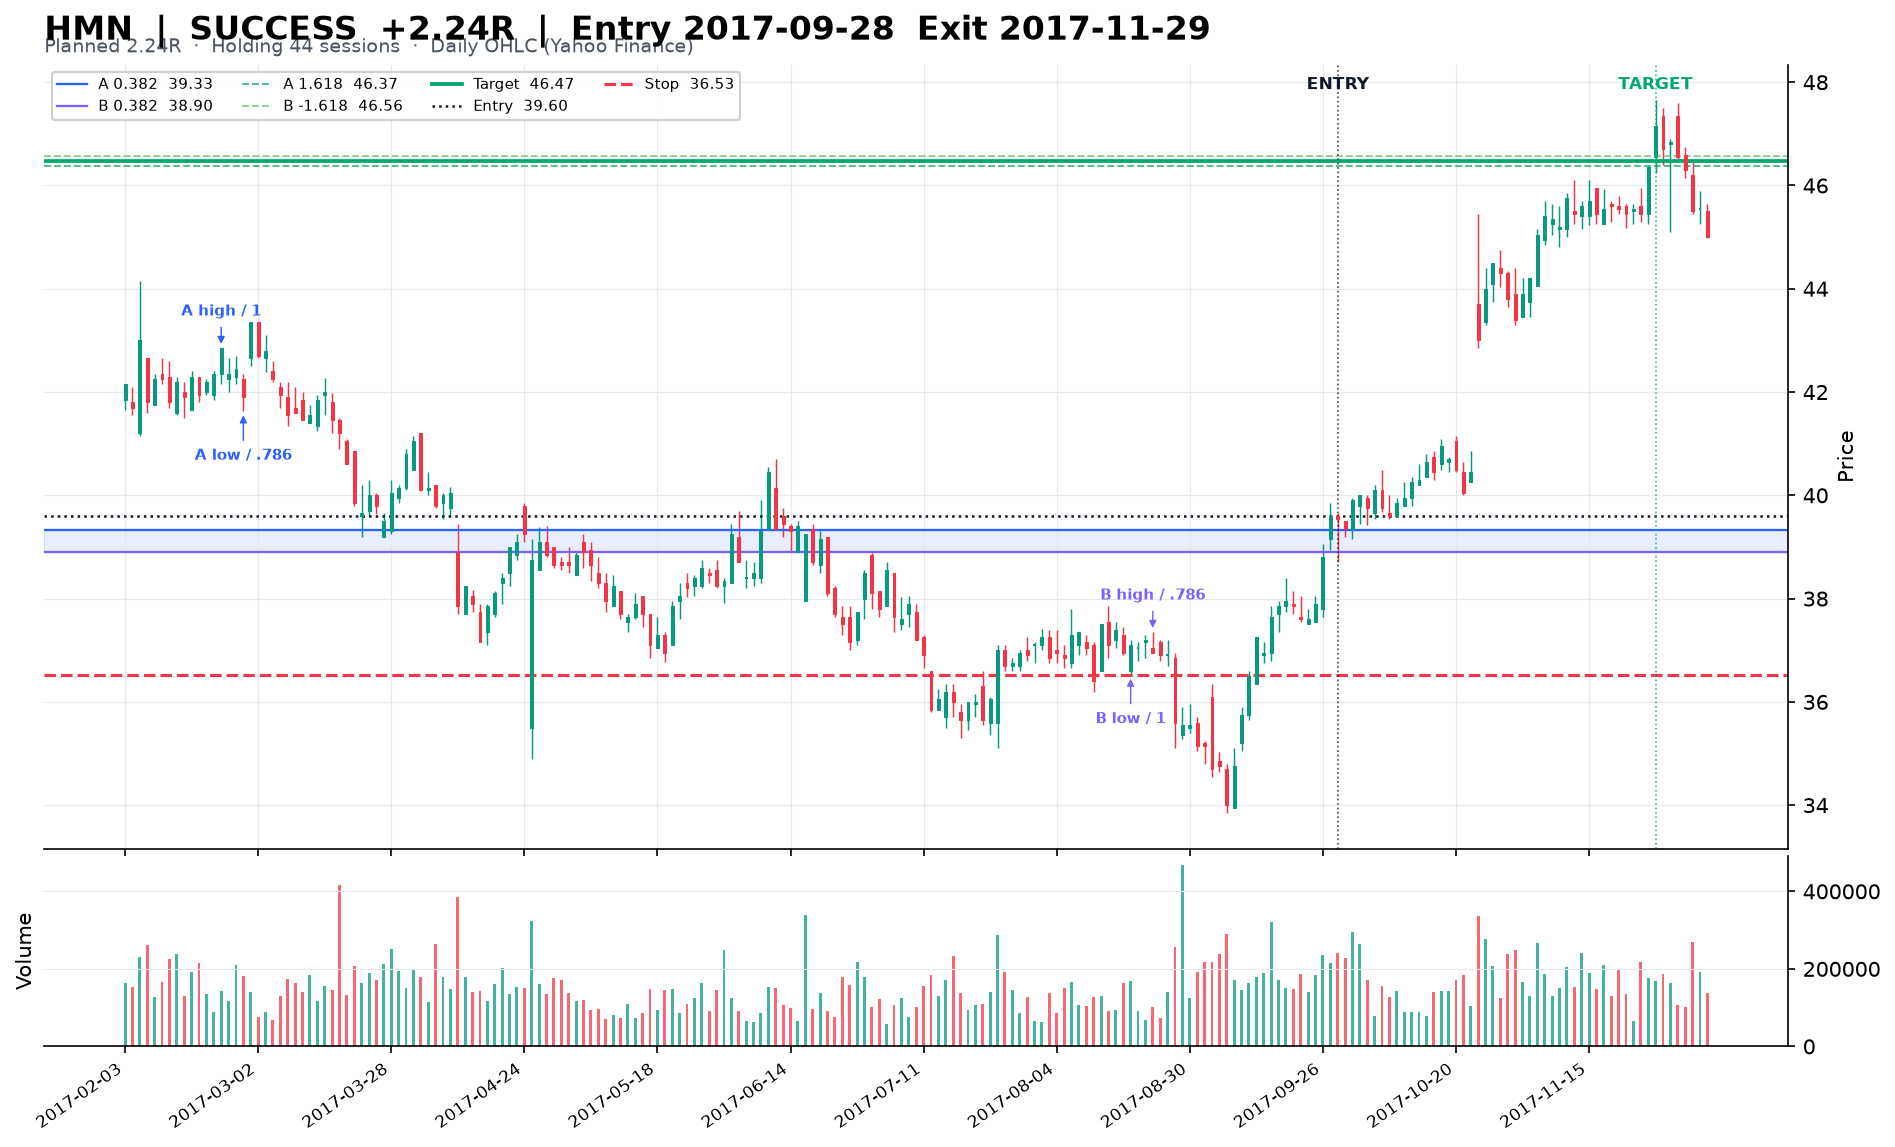 HMN | SUCCESS +2.24R | Entry 2017-09-28 Exit 2017-11-29
Planned 2.24R · Holding 44 sessions · Daily OHLC (Yahoo Finance)
A 0.382 39.33
A 1.618 46.37
Target 46.47
Stop 36.53
B 0.382 38.90
B -1.618 46.56
Entry 39.60
ENTRY
TARGET
A high / 1
A low / .786
B high / .786
B low / 1
48
46
44
42
40
38
36
34
Price
400000
200000
0
Volume
2017-02-03
2017-03-02
2017-03-28
2017-04-24
2017-05-18
2017-06-14
2017-07-11
2017-08-04
2017-08-30
2017-09-26
2017-10-20
2017-11-15